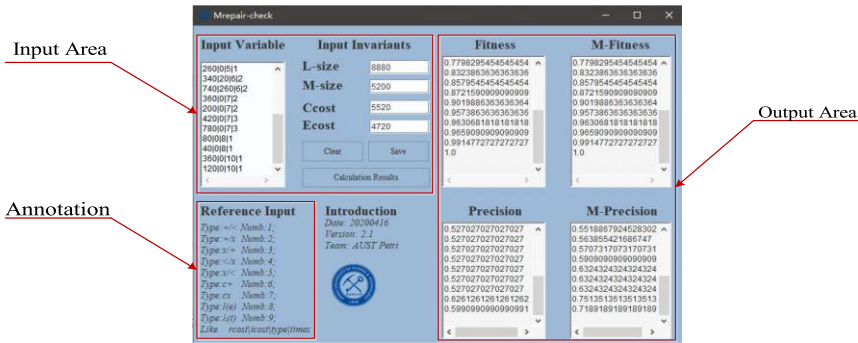 Mrepair-check
Input Area
Input Variable
260|0|5|1
340|20|6|2
740|260|6|2
360|0|7|2
200|0|7|2
420|0|7|3
780|0|7|3
80|0|8|1
40|0|8|1
360|0|10|1
120|0|10|1
Input Invariants
L-size 8880
M-size 5200
Ccost 5520
Ecost 4720
Clear Save
Calculation Results
Fitness
0.7798295454545454
0.8323863636363636
0.8579545454545454
0.8721590909090909
0.9019886363636364
0.9573863636363636
0.9630681818181818
0.9659090909090909
0.9914772727272727
1.0
M-Fitness
0.7798295454545454
0.8323863636363636
0.8579545454545454
0.8721590909090909
0.9019886363636364
0.9573863636363636
0.9630681818181818
0.9659090909090909
0.9914772727272727
1.0
Output Area
Annotation
Reference Input
Type:+/< Numb:1;
Type:+/x Numb:2;
Type:x/+ Numb:3;
Type:</x Numb:4;
Type:x/< Numb:5;
Type:c+ Numb:6;
Type:cx Numb:7;
Type:l(e) Numb:8;
Type:l(t) Numb:9;
Like rcost|icost|type|times
Introduction
Date: 20200416
Version: 2.1
Team: AUST Petri
Precision
0.527027027027027
0.527027027027027
0.527027027027027
0.527027027027027
0.527027027027027
0.527027027027027
0.527027027027027
0.6261261261261262
0.5990990990990991
M-Precision
0.5518867924528302
0.563855421686747
0.5707317073170731
0.5909090909090909
0.6324324324324324
0.6324324324324324
0.6324324324324324
0.7513513513513513
0.7189189189189189